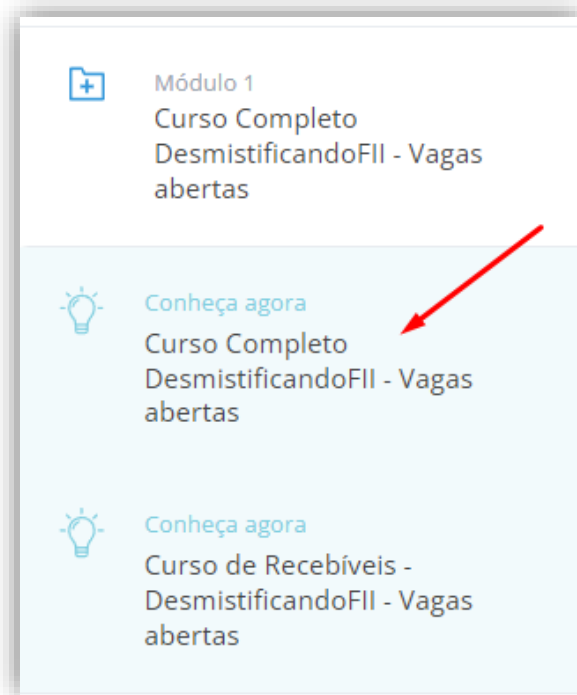 Módulo 1
Curso Completo
DesmistificandoFII - Vagas
abertas
Conheça agora
Curso Completo
DesmistificandoFII - Vagas
abertas
Conheça agora
Curso de Recebíveis -
DesmistificandoFII - Vagas
abertas